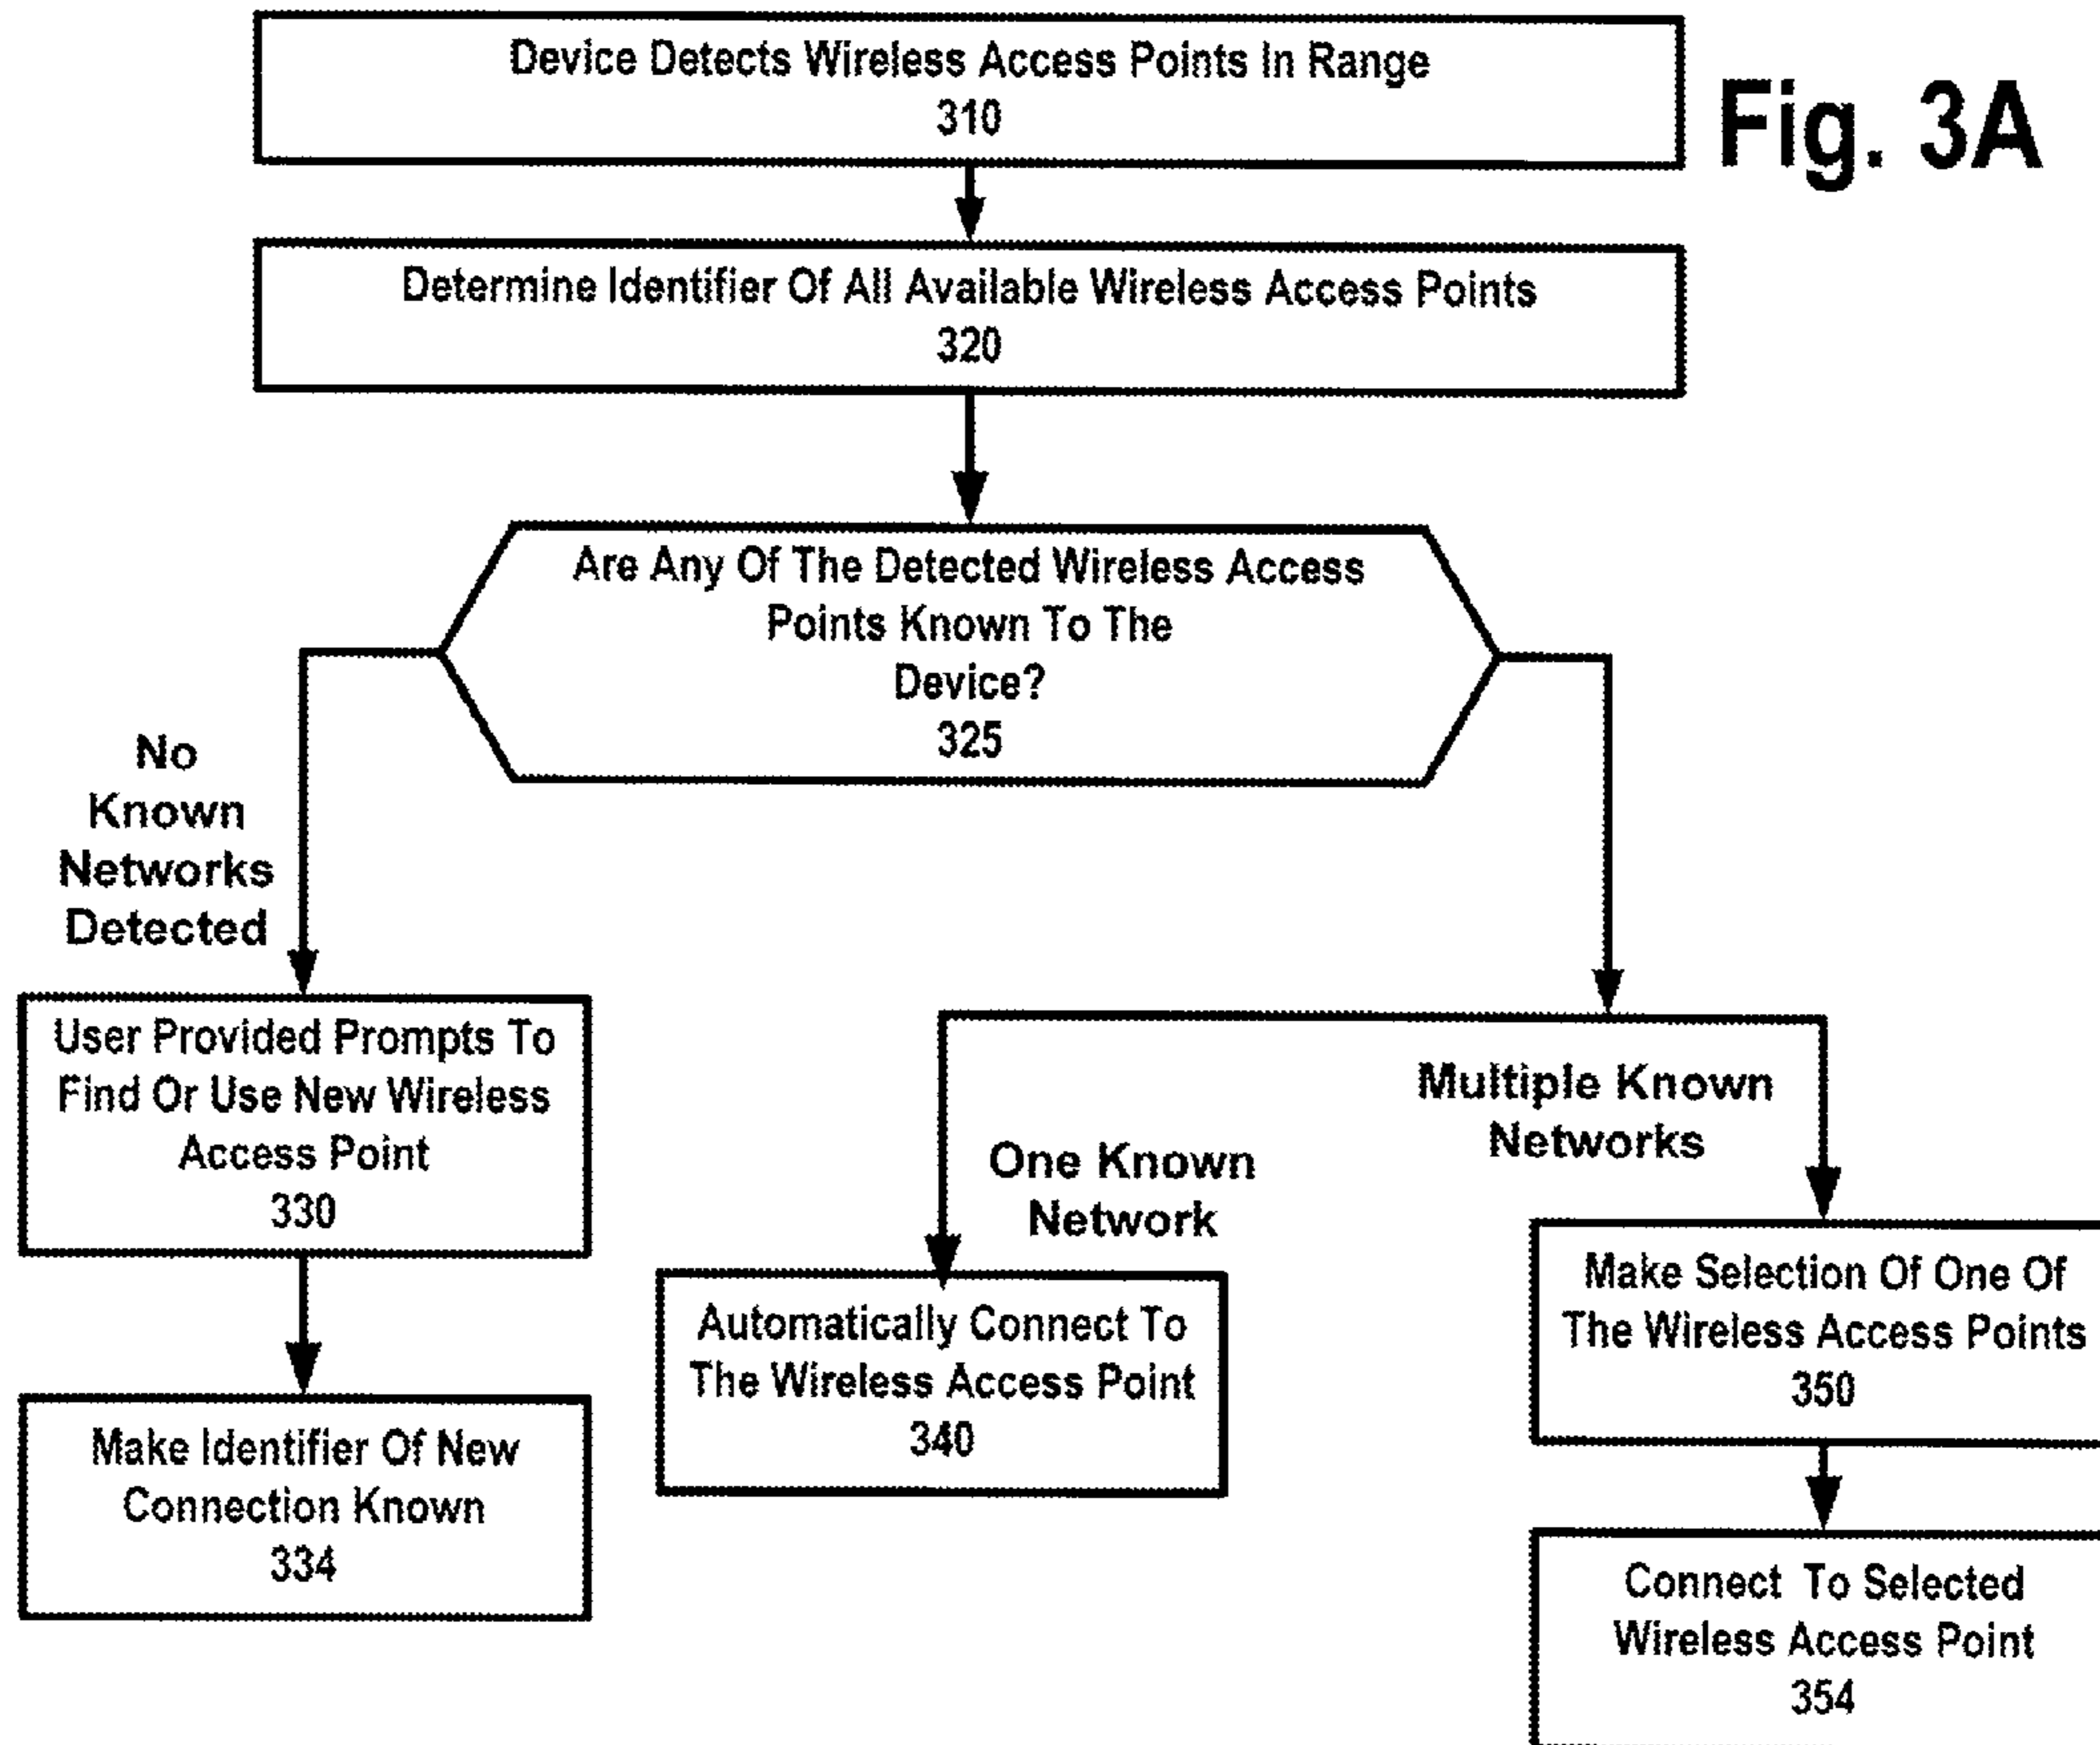 Device Detects Wireless Access Points In Range
310
Fig. 3A
Determine Identifier Of All Available Wireless Access Points
320
Are Any Of The Detected Wireless Access
Points Known To The
Device?
325
No
Known
Networks
Detected
User Provided Prompts To
Find Or Use New Wireless
Access Point
330
Make Identifier Of New
Connection Known
334
One Known
Network
Automatically Connect To
The Wireless Access Point
340
Multiple Known
Networks
Make Selection Of One Of
The Wireless Access Points
350
Connect To Selected
Wireless Access Point
354